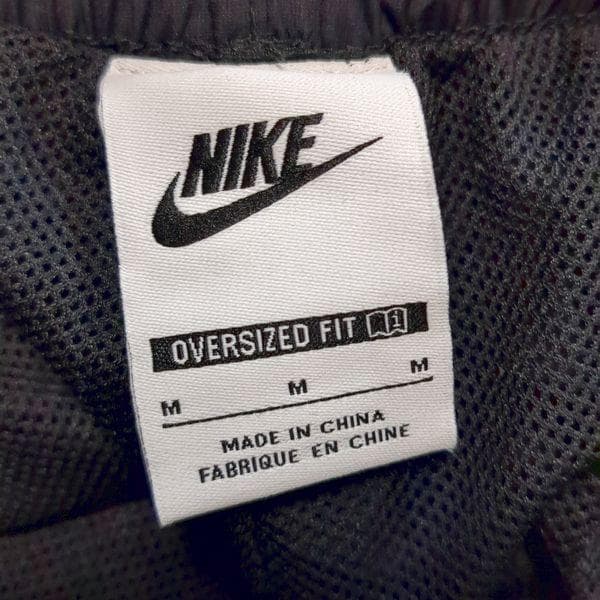 NIKE
OVERSIZED FIT i
M M M
MADE IN CHINA
FABRIQUE EN CHINE